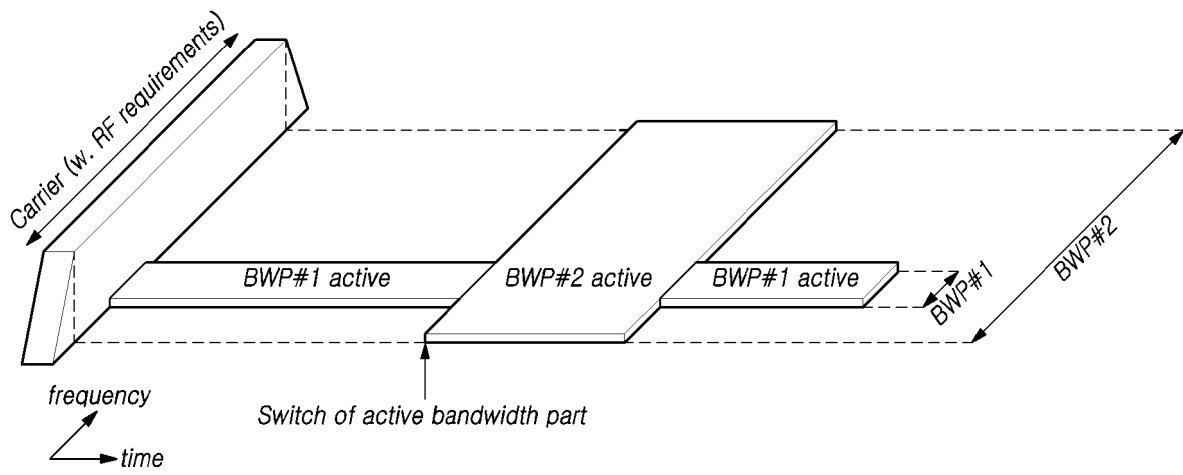 Carrier (w. RF requirements)
BWP#1 active
BWP#2 active
BWP#1 active
BWP#1
BWP#2
Switch of active bandwidth part
frequency
time